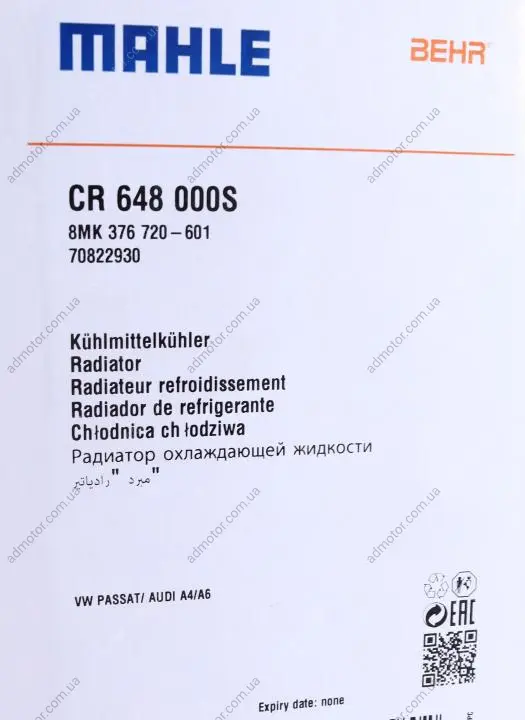 MAHLE BEHR
CR 648 000S
8MK 376 720-601
70822930
Kühlmittelkühler
Radiator
Radiateur refroidissement
Radiador de refrigerante
Chłodnica chłodziwa
Радиатор охлаждающей жидкости
مبرد "رادياتير"
VW PASSAT/ AUDI A4/A6
EAC
Expiry date: none
admotor.com.ua